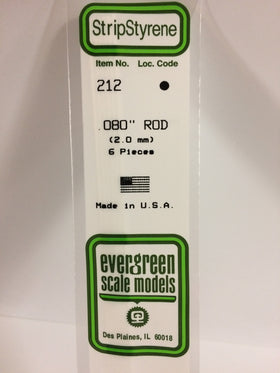 StripStyrene
Item No. Loc. Code
212
.080" ROD
(2.0 mm)
6 Pieces
Made in U.S.A.
evergreen
scale models
Des Plaines, IL 60018